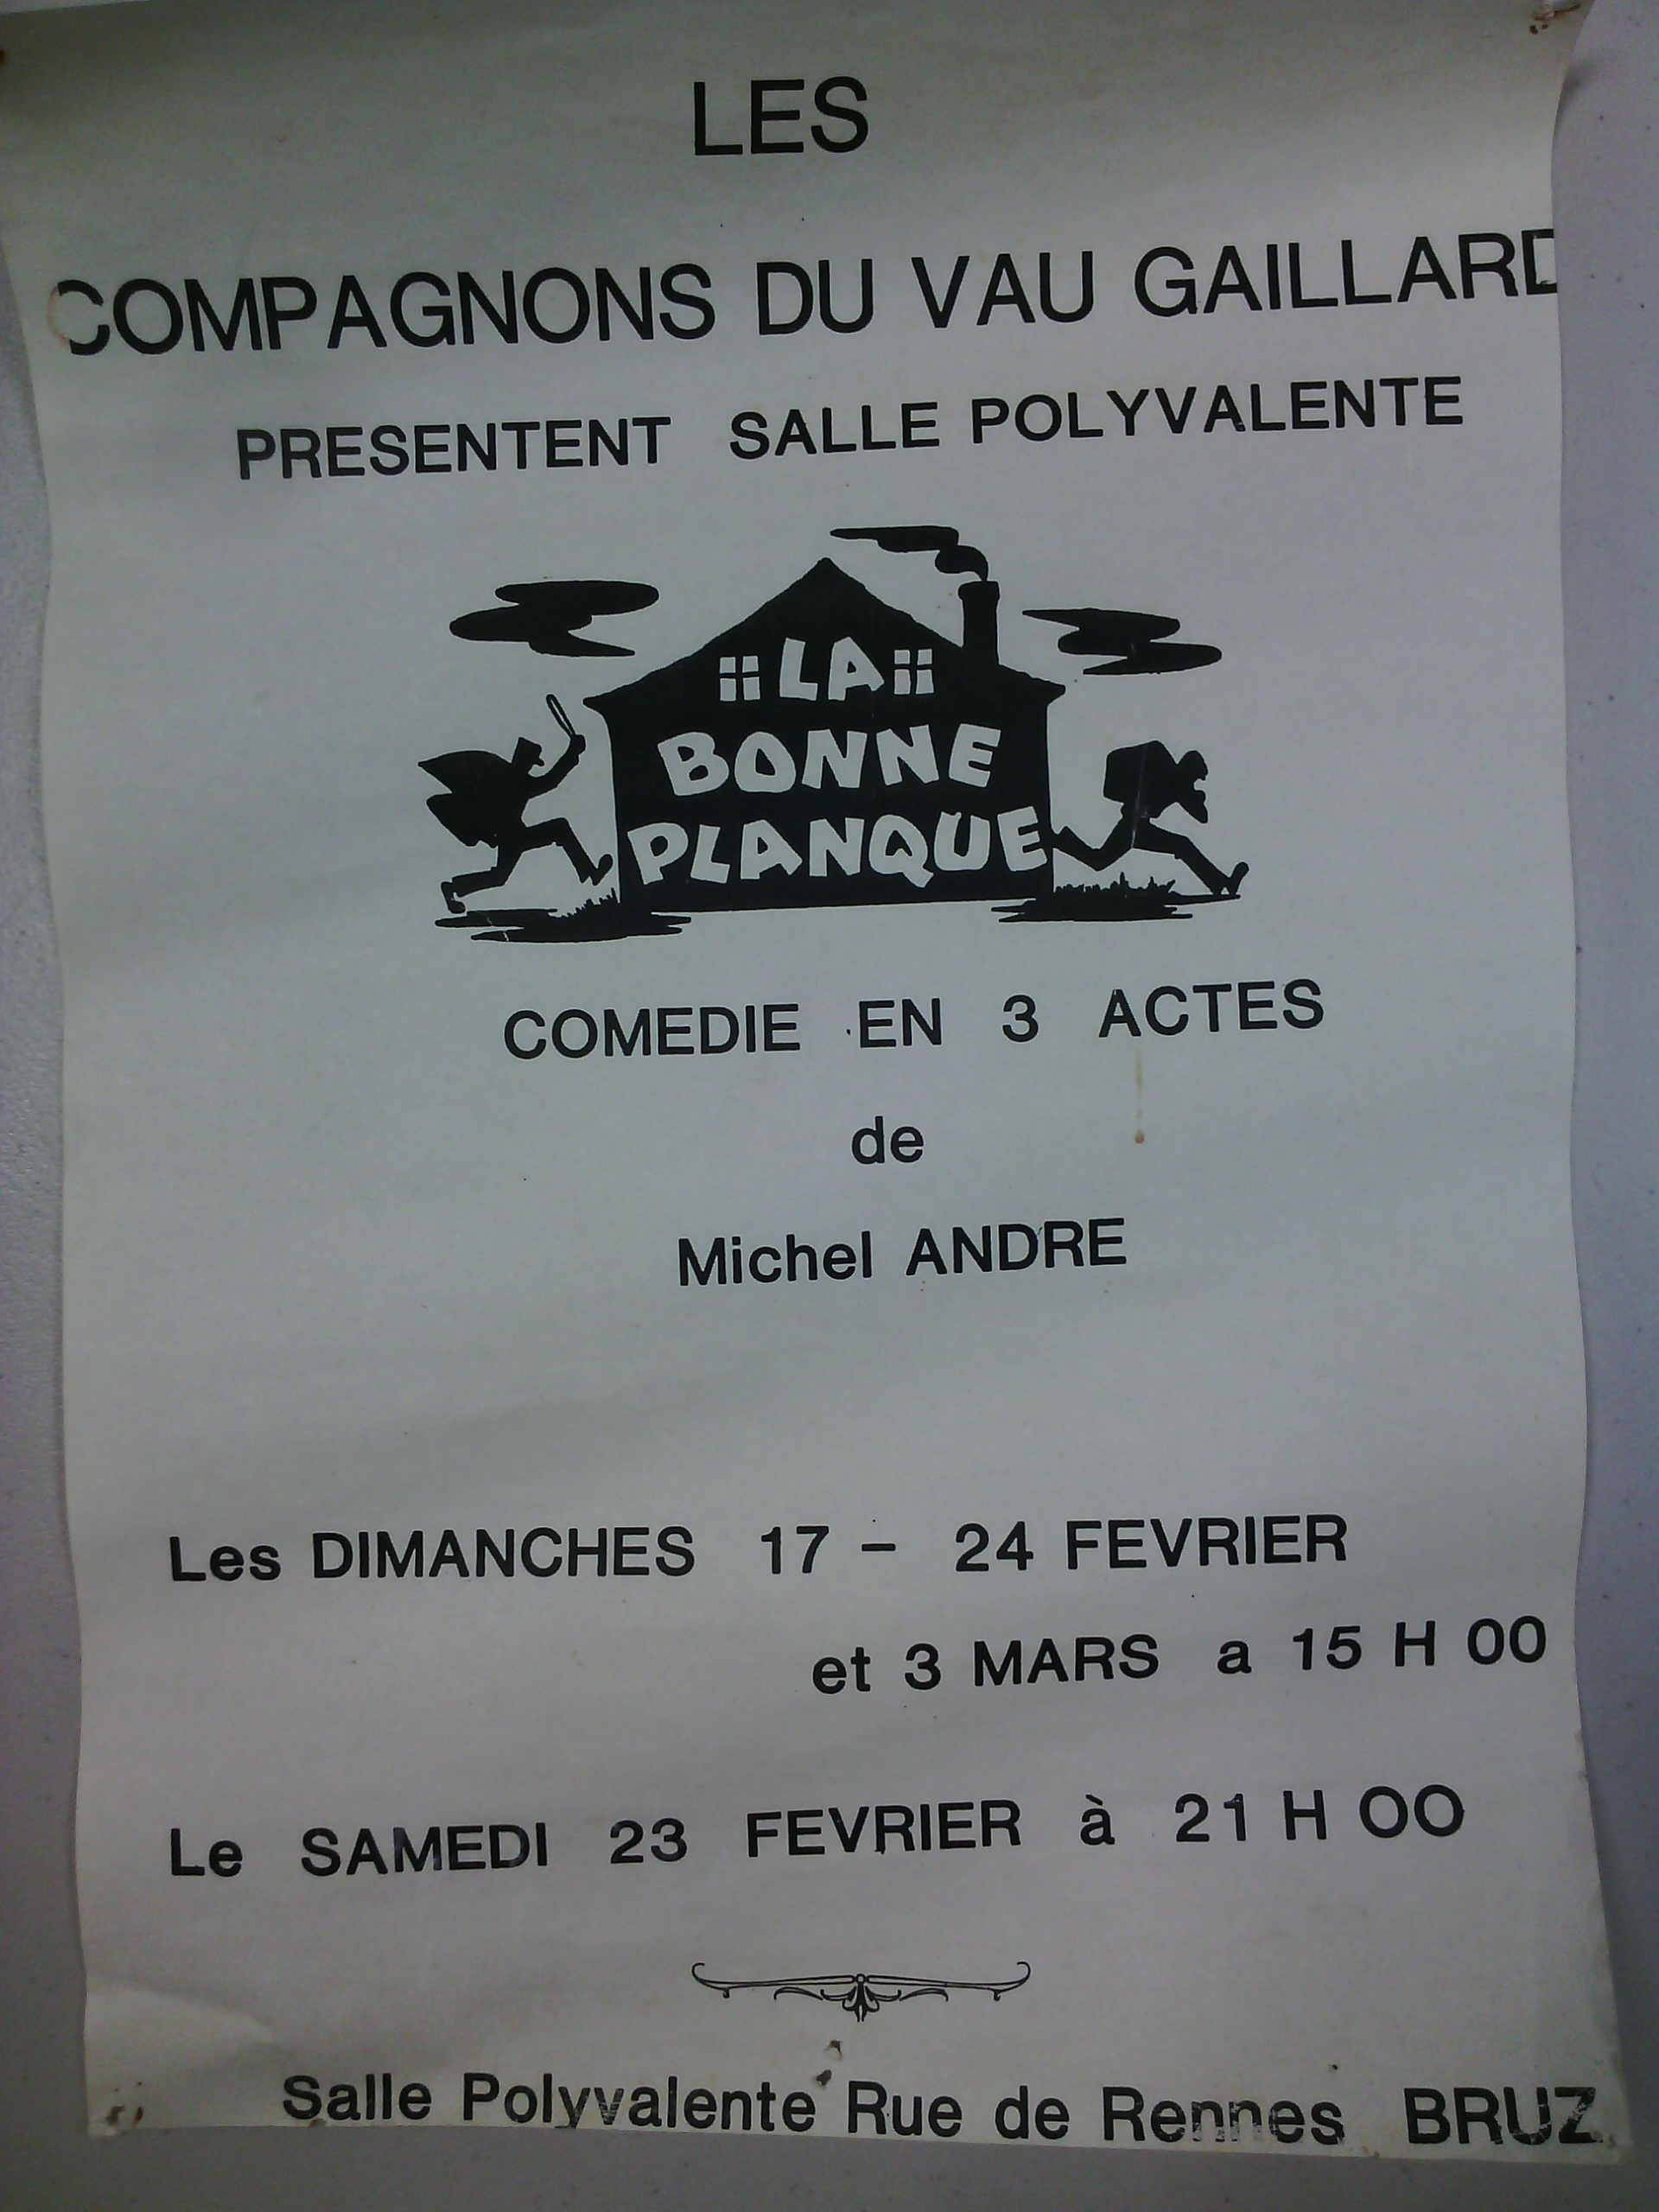 LES
COMPAGNONS DU VAU GAILLARD
PRESENTENT SALLE POLYVALENTE
LA
BONNE
PLANQUE
COMEDIE EN 3 ACTES
de
Michel ANDRE
Les DIMANCHES 17 - 24 FEVRIER
et 3 MARS a 15 H 00
Le SAMEDI 23 FEVRIER à 21 H OO
Salle Polyvalente Rue de Rennes BRUZ